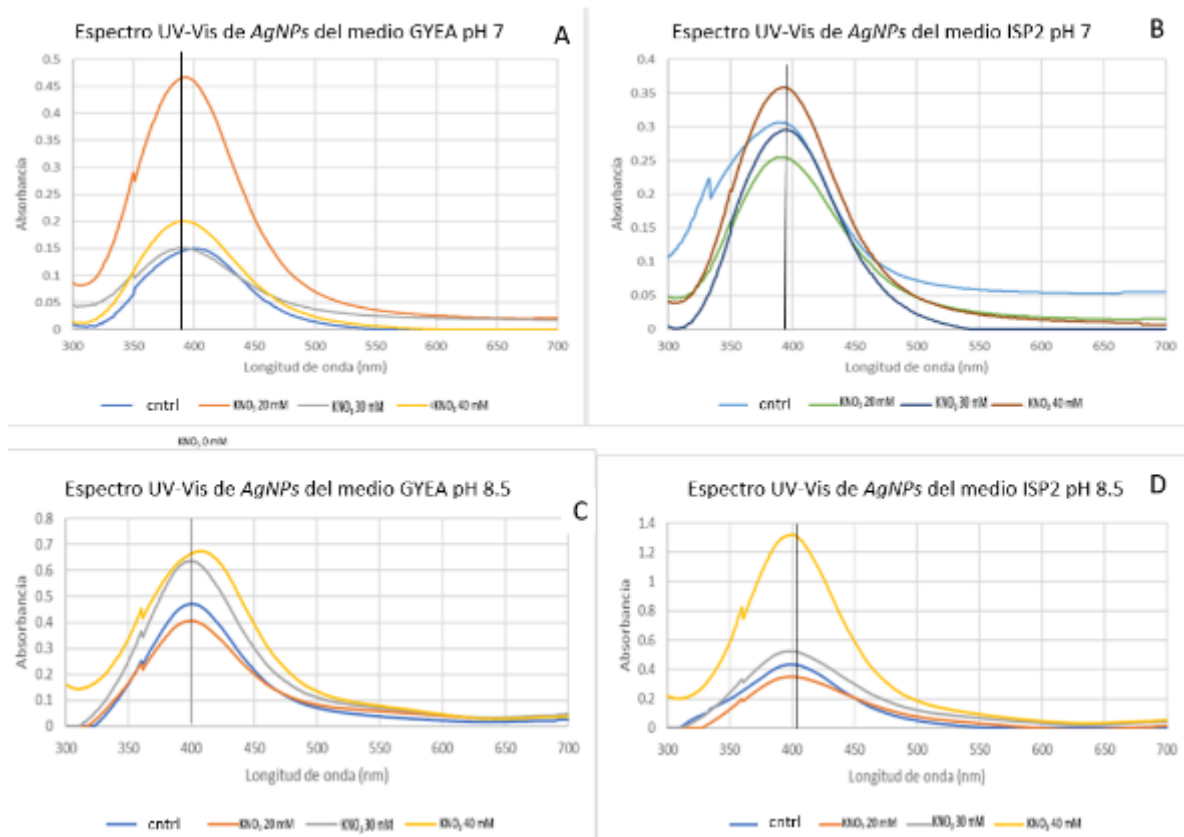 Espectro UV-Vis de AgNPs del medio GYEA pH 7
A
0.5
0.45
0.4
0.35
0.3
0.25
0.2
0.15
0.1
0.05
0
Absorbancia
300 350 400 450 500 550 600 650 700
Longitud de onda (nm)
cntrl KNO₃ 20 mM KNO₃ 30 mM KNO₃ 40 mM
KNO₃ 0 mM
Espectro UV-Vis de AgNPs del medio ISP2 pH 7
B
0.4
0.35
0.3
0.25
0.2
0.15
0.1
0.05
0
Absorbancia
300 350 400 450 500 550 600 650 700
Longitud de onda (nm)
cntrl KNO₃ 20 mM KNO₃ 30 mM KNO₃ 40 mM
Espectro UV-Vis de AgNPs del medio GYEA pH 8.5
C
0.8
0.7
0.6
0.5
0.4
0.3
0.2
0.1
0
Absorbancia
300 350 400 450 500 550 600 650 700
Longitud de onda (nm)
cntrl KNO₃ 20 mM KNO₃ 30 mM KNO₃ 40 mM
Espectro UV-Vis de AgNPs del medio ISP2 pH 8.5
D
1.4
1.2
1
0.8
0.6
0.4
0.2
0
Absorbancia
300 350 400 450 500 550 600 650 700
Longitud de onda (nm)
cntrl KNO₃ 20 mM KNO₃ 30 mM KNO₃ 40 mM